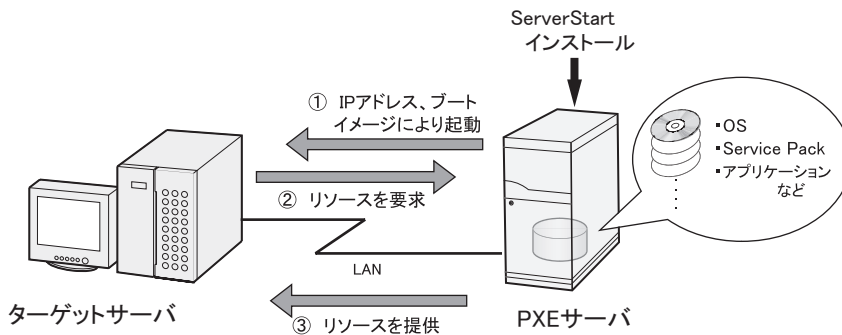 ServerStart
インストール
① IPアドレス、ブート
イメージにより起動
② リソースを要求
・OS
・Service Pack
・アプリケーション
など
LAN
③ リソースを提供
ターゲットサーバ
PXEサーバ